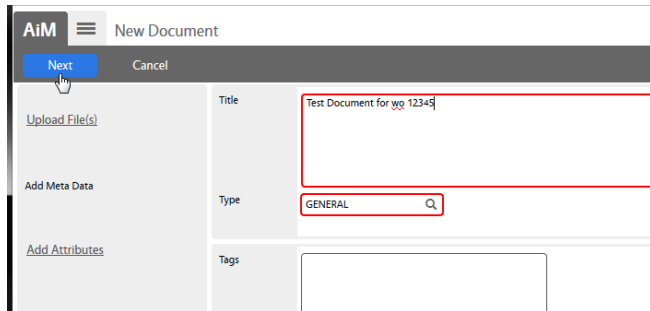 AiM New Document
Next Cancel
Upload File(s)
Add Meta Data
Add Attributes
Title
Test Document for wo 12345
Type
GENERAL
Tags